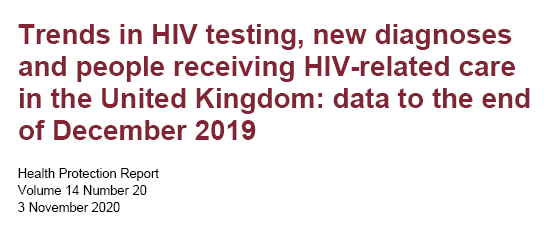 Trends in HIV testing, new diagnoses
and people receiving HIV-related care
in the United Kingdom: data to the end
of December 2019
Health Protection Report
Volume 14 Number 20
3 November 2020